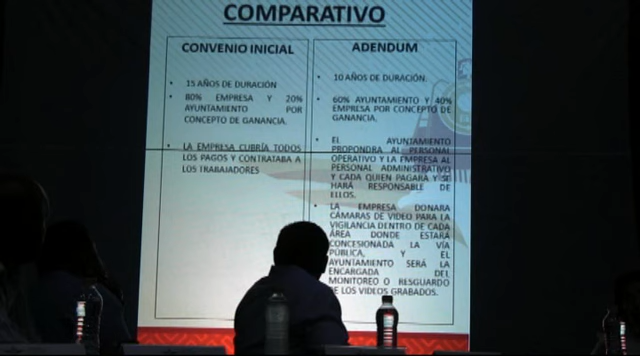 COMPARATIVO
CONVENIO INICIAL
• 15 AÑOS DE DURACIÓN
• 80% EMPRESA Y 20%
AYUNTAMIENTO POR
CONCEPTO DE GANANCIA.
• LA EMPRESA CUBRÍA TODOS
LOS PAGOS Y CONTRATABA A
LOS TRABAJADORES
ADENDUM
• 10 AÑOS DE DURACIÓN
• 60% AYUNTAMIENTO Y 40%
EMPRESA POR CONCEPTO DE
GANANCIA.
• EL AYUNTAMIENTO
PROPONDRA AL PERSONAL
OPERATIVO Y LA EMPRESA AL
PERSONAL ADMINISTRATIVO
Y CADA QUIEN PAGARA Y SE
HARÁ RESPONSABLE DE
ELLOS.
• LA EMPRESA DONARA
CÁMARAS DE VIDEO PARA LA
VIGILANCIA DENTRO DE CADA
ÁREA DONDE ESTARÁ
CONCESIONADA LA VÍA
PÚBLICA, Y EL
AYUNTAMIENTO SERÁ LA
ENCARGADA DEL
MONITOREO O RESGUARDO
DE LOS VIDEOS GRABADOS.